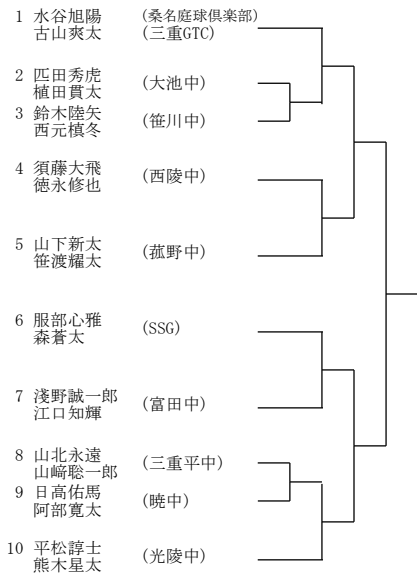 1 水谷旭陽 (桑名庭球倶楽部)
古山爽太 (三重GTC)
2 匹田秀虎
植田貫太 (大池中)
3 鈴木陸矢
西元槙冬 (笹川中)
4 須藤大飛
徳永修也 (西陵中)
5 山下新太
笹渡耀太 (菰野中)
6 服部心雅
森蒼太 (SSG)
7 淺野誠一郎
江口知輝 (富田中)
8 山北永遠
山﨑聡一郎 (三重平中)
9 日高佑馬
阿部寛太 (暁中)
10 平松諄士
熊木星太 (光陵中)